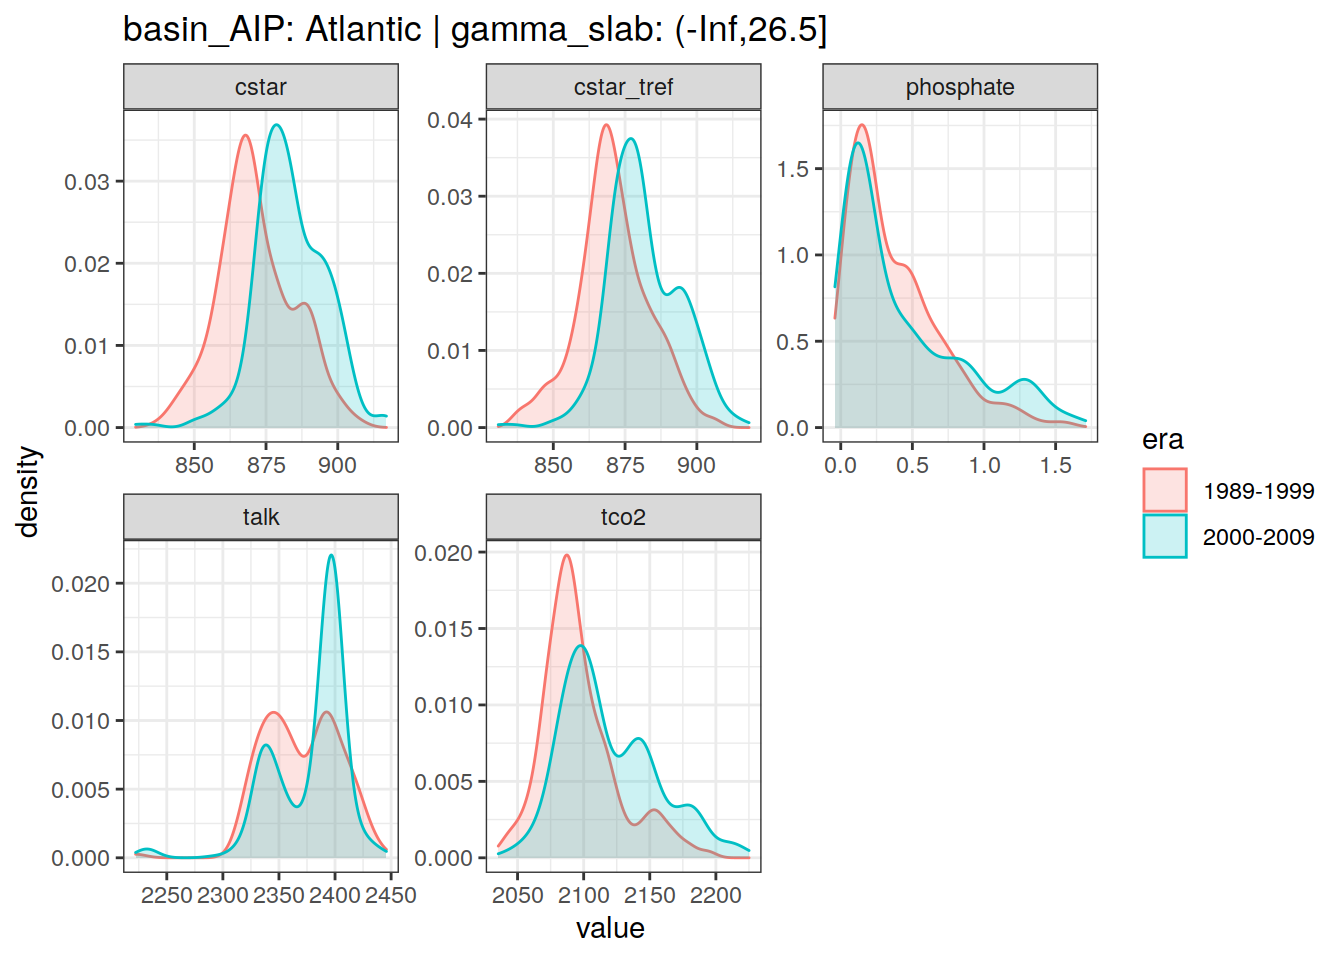 basin_AIP: Atlantic | gamma_slab: (-Inf,26.5]
cstar
cstar_tref
phosphate
0.03
0.02
0.01
0.00
850 875 900
0.04
0.03
0.02
0.01
0.00
850 875 900
1.5
1.0
0.5
0.0
0.0 0.5 1.0 1.5
density
talk
tco2
0.020
0.015
0.010
0.005
0.000
2250 2300 2350 2400 2450
0.020
0.015
0.010
0.005
0.000
2050 2100 2150 2200
value
era
1989-1999
2000-2009